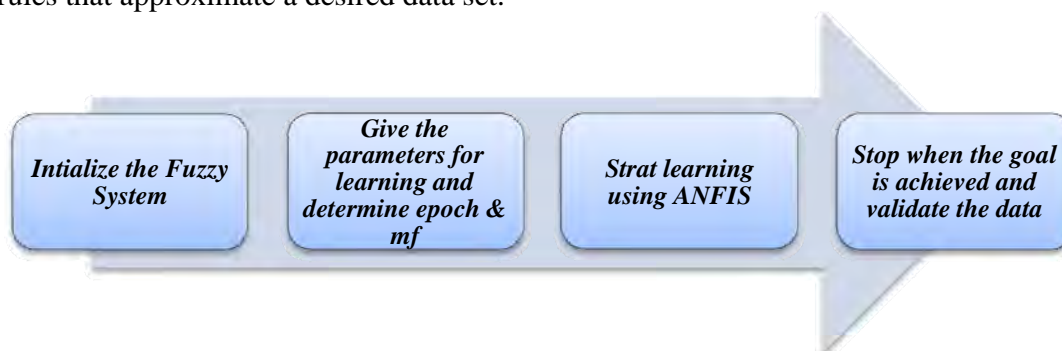 rules that approximate a desired data set.
Intialize the Fuzzy
System
Give the
parameters for
learning and
determine epoch &
mf
Strat learning
using ANFIS
Stop when the goal
is achieved and
validate the data